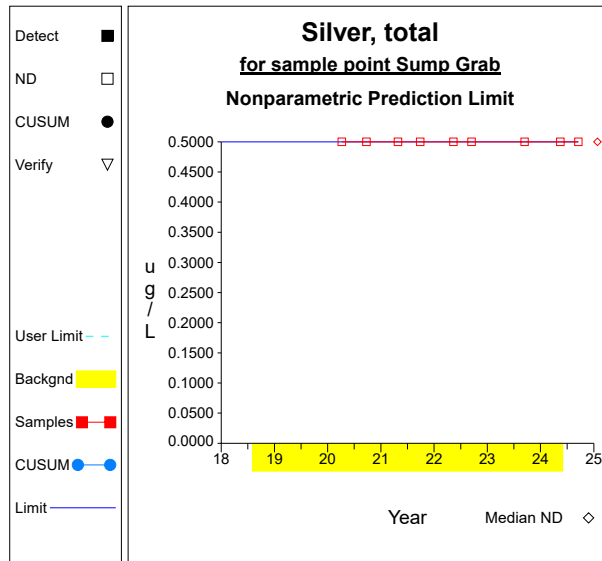 Detect
ND
CUSUM
Verify
User Limit
Backgnd
Samples
CUSUM
Limit
Silver, total
for sample point Sump Grab
Nonparametric Prediction Limit
0.5000
0.4500
0.4000
0.3500
0.3000
0.2500
0.2000
0.1500
0.1000
0.0500
0.0000
u
g
/
L
18 19 20 21 22 23 24 25
Year
Median ND